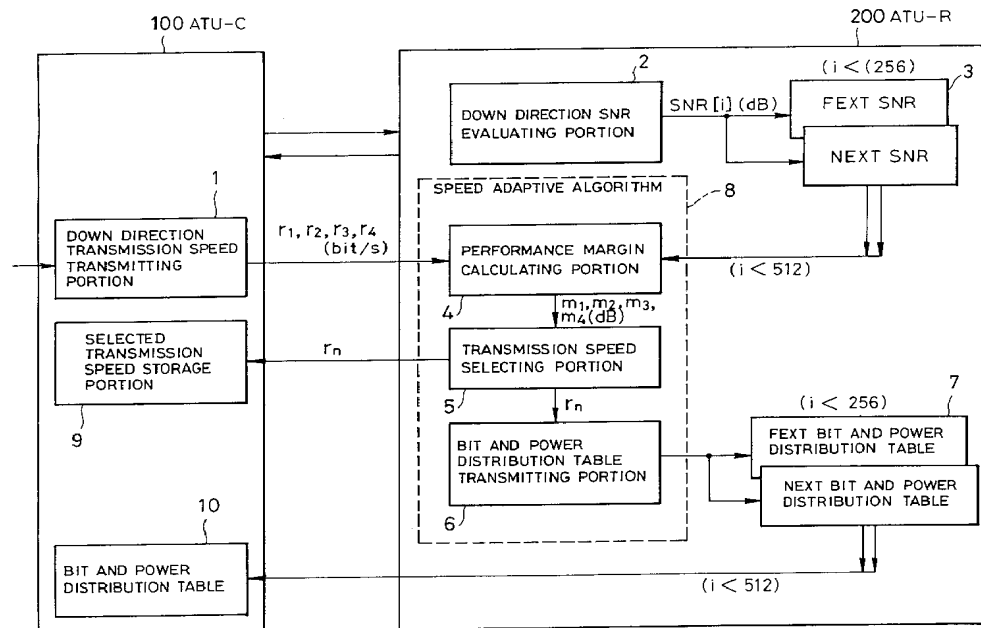 100 ATU-C
200 ATU-R
2
(i < (256)
3
DOWN DIRECTION SNR
EVALUATING PORTION
SNR [i] (dB)
FEXT SNR
NEXT SNR
SPEED ADAPTIVE ALGORITHM
8
1
DOWN DIRECTION
TRANSMISSION SPEED
TRANSMITTING
PORTION
r1, r2, r3, r4
(bit/s)
PERFORMANCE MARGIN
CALCULATING PORTION
(i < 512)
4
m1, m2, m3,
m4(dB)
SELECTED
TRANSMISSION
SPEED STORAGE
PORTION
rn
TRANSMISSION SPEED
SELECTING PORTION
9
5
rn
(i < 256)
7
BIT AND POWER
DISTRIBUTION TABLE
TRANSMITTING PORTION
FEXT BIT AND POWER
DISTRIBUTION TABLE
NEXT BIT AND POWER
DISTRIBUTION TABLE
6
10
BIT AND POWER
DISTRIBUTION TABLE
(i < 512)